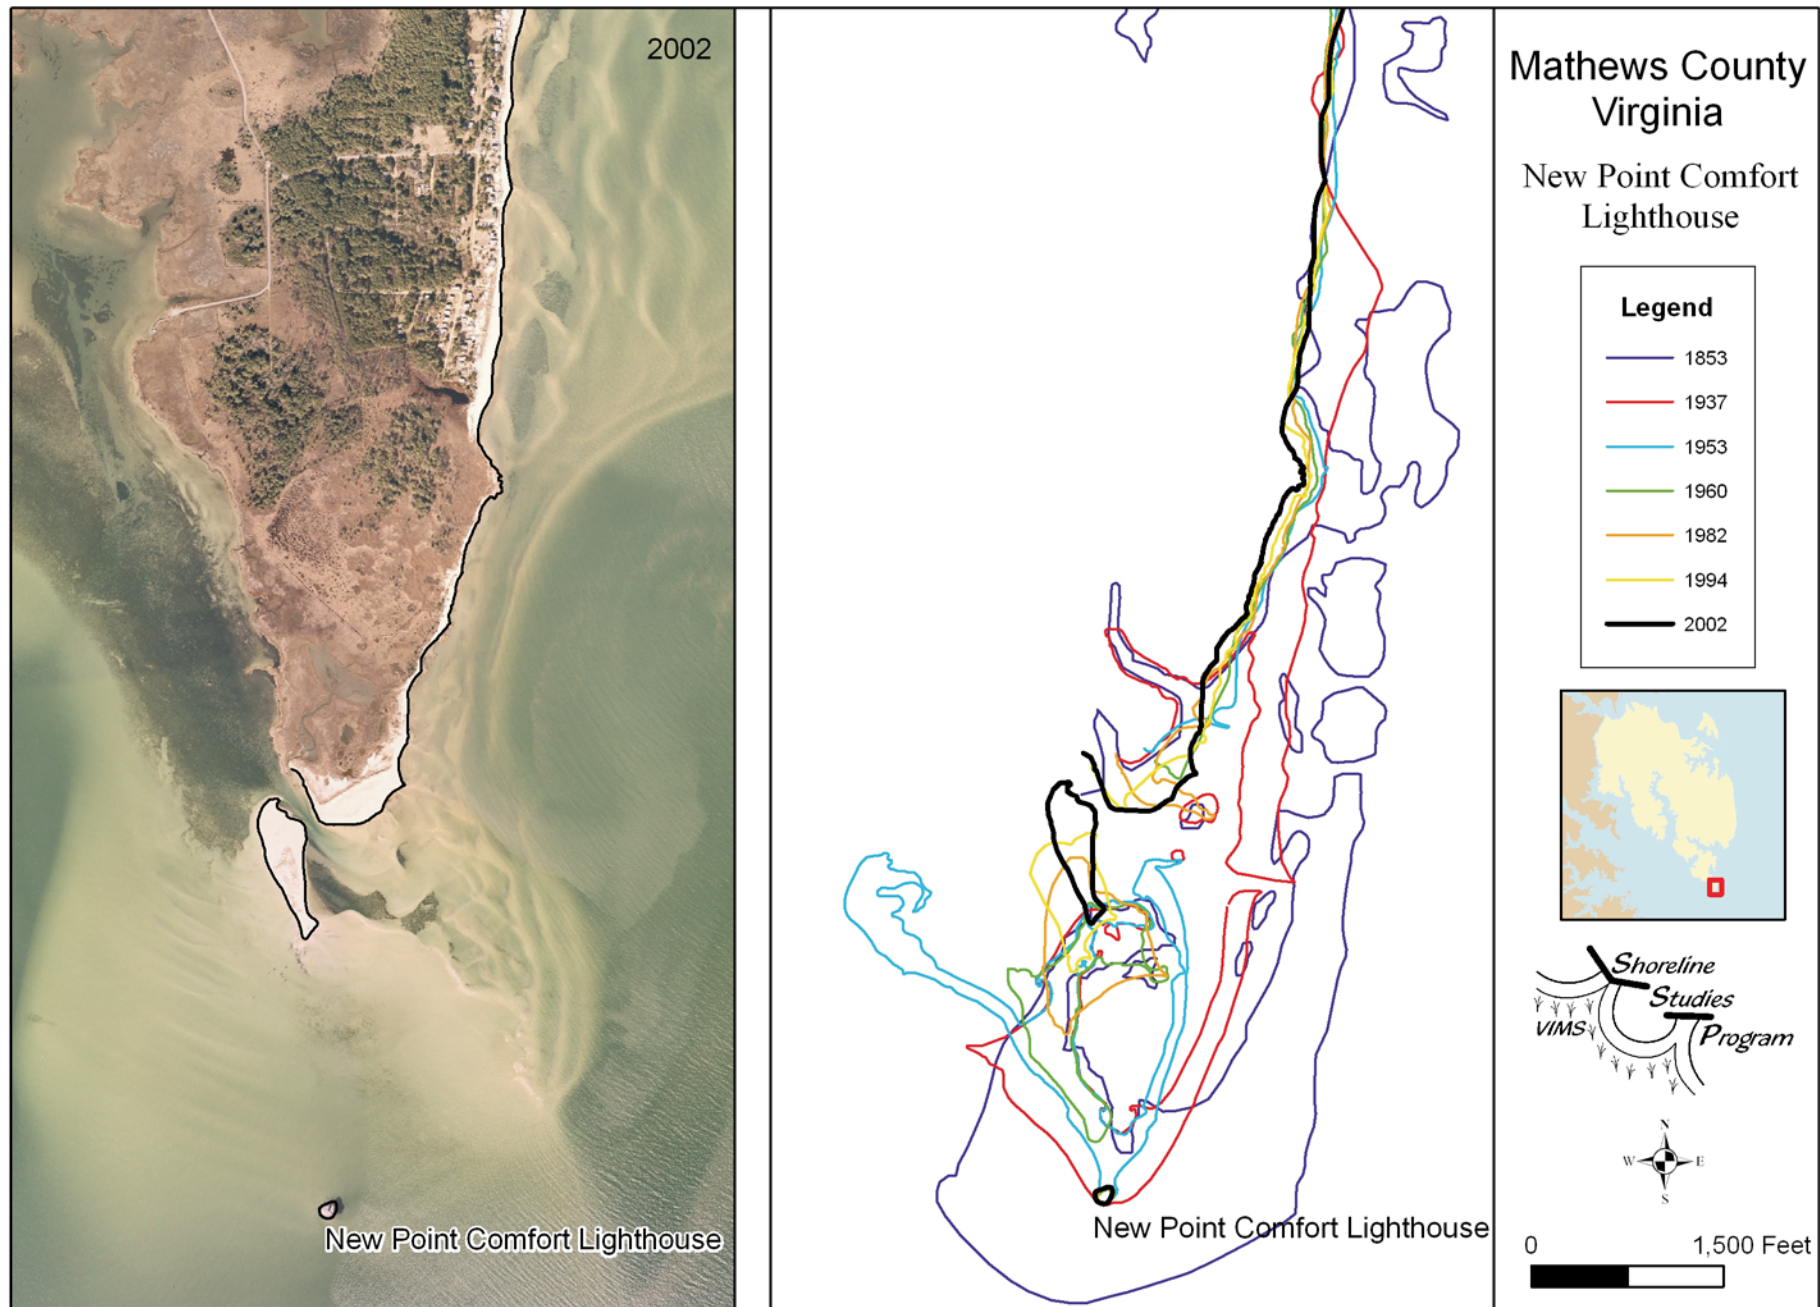 2002
New Point Comfort Lighthouse
New Point Comfort Lighthouse
Mathews County
Virginia
New Point Comfort
Lighthouse
Legend
1853
1937
1953
1960
1982
1994
2002
Shoreline
Studies
VIMS
Program
N
W E
S
0 1,500 Feet